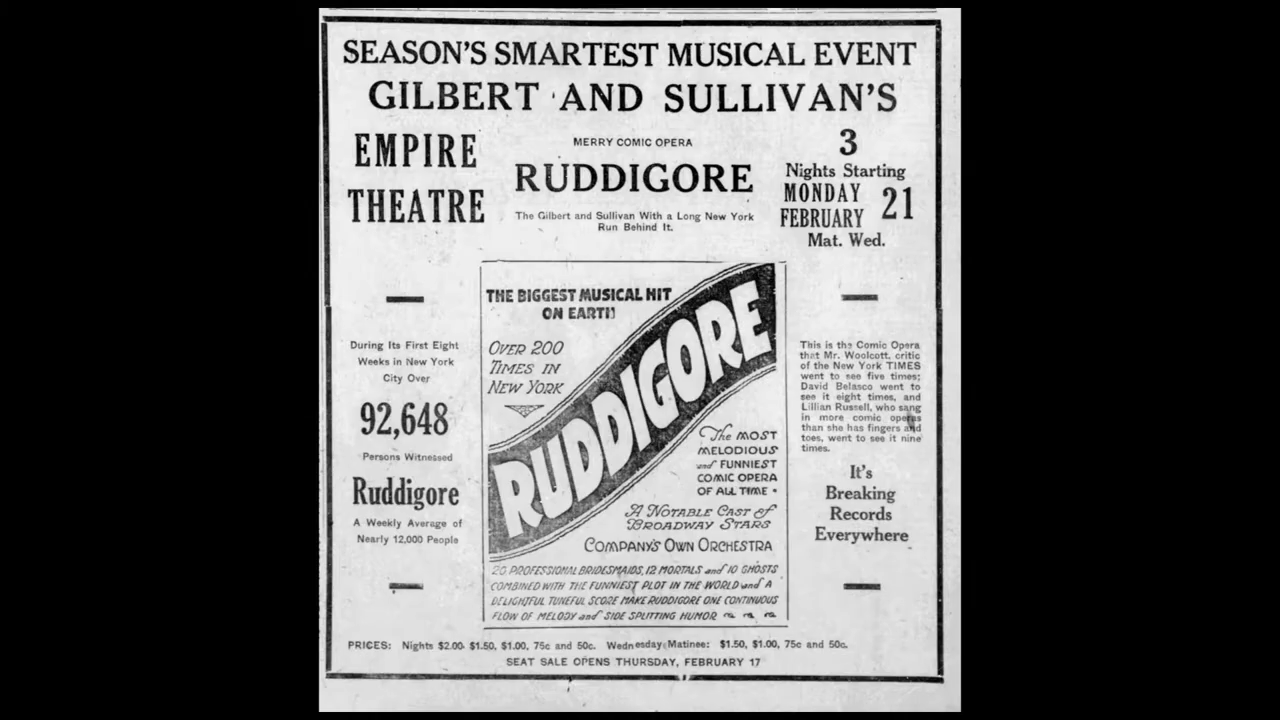 SEASON'S SMARTEST MUSICAL EVENT
GILBERT AND SULLIVAN'S
EMPIRE
THEATRE
MERRY COMIC OPERA
RUDDIGORE
The Gilbert and Sullivan With a Long New York
Run Behind It.
3
Nights Starting
MONDAY
FEBRUARY 21
Mat. Wed.
During Its First Eight
Weeks in New York
City Over
92,648
Persons Witnessed
Ruddigore
A Weekly Average of
Nearly 12,000 People
THE BIGGEST MUSICAL HIT
ON EARTH
OVER 200
TIMES IN
NEW YORK
RUDDIGORE
The MOST
MELODIOUS
and FUNNIEST
COMIC OPERA
OF ALL TIME
A NOTABLE CAST of
BROADWAY STARS
COMPANY'S OWN ORCHESTRA
20 PROFESSIONAL BRIDESMAIDS, 12 MORTALS and 10 GHOSTS
COMBINED WITH THE FUNNIEST PLOT IN THE WORLD and A
DELIGHTFUL TUNEFUL SCORE MAKE RUDDIGORE ONE CONTINUOUS
FLOW OF MELODY and SIDE SPLITTING HUMOR
This is the Comic Opera
that Mr. Woolcott, critic
of the New York TIMES
went to see five times;
David Belasco went to
see it eight times, and
Lillian Russell, who sang
in more comic operas
than she has fingers and
toes, went to see it nine
times.
It's
Breaking
Records
Everywhere
PRICES: Nights $2.00 $1.50, $1.00, 75c and 50c. Wednesday Matinee: $1.50, $1.00, 75c and 50c.
SEAT SALE OPENS THURSDAY, FEBRUARY 17